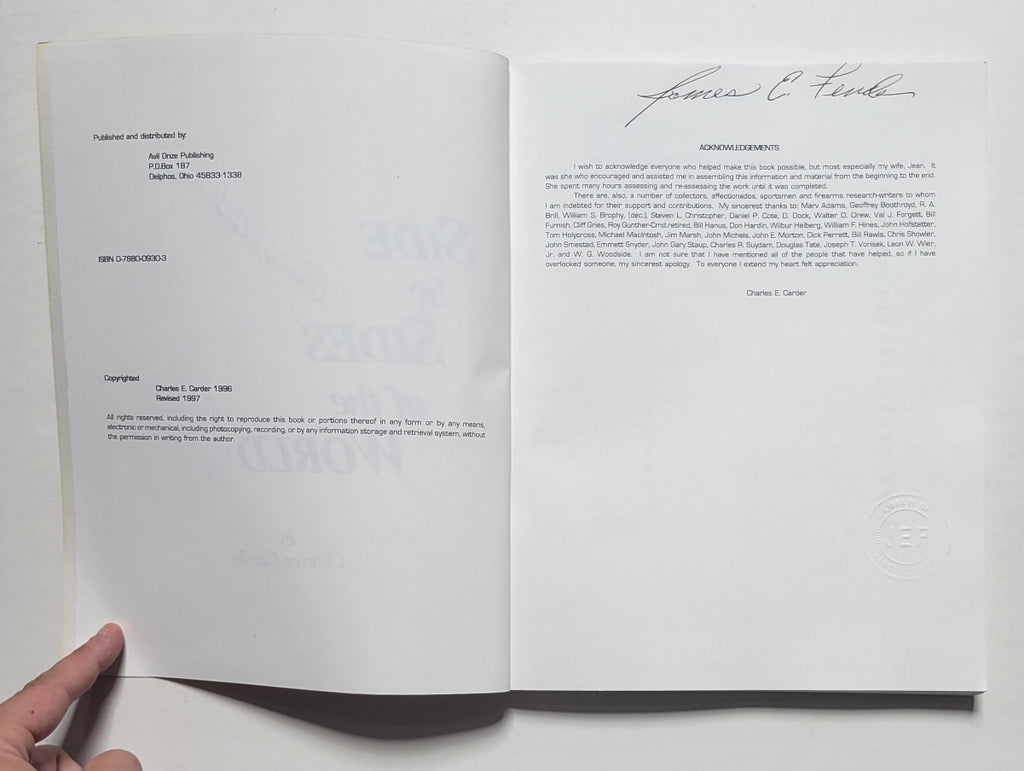 Published and distributed by:
Avil Onze Publishing
P.O.Box 187
Delphos, Ohio 45833-1338
ISBN 0-7880-0930-3
Copyrighted
Charles E. Carder 1996
Revised 1997
All rights reserved, including the right to reproduce this book or portions thereof in any form or by any means,
electronic or mechanical, including photocopying, recording, or by any information storage and retrieval system, without
the permission in writing from the author.
James E. Fends
ACKNOWLEDGEMENTS
I wish to acknowledge everyone who helped make this book possible, but most especially my wife, Jean. It
was she who encouraged and assisted me in assembling this information and material from the beginning to the end.
She spent many hours assessing and re-assessing the work until it was completed.
There are, also, a number of collectors, affectionados, sportsmen and firearms research-writers to whom
I am indebted for their support and contributions. My sincerest thanks to: Marv Adams, Geoffrey Boothroyd, R. A.
Brill, William S. Brophy, [dec.], Steven L. Christopher, Daniel P. Cote, D. Dock, Walter D. Drew, Val J. Forgett, Bill
Furnish, Cliff Gries, Roy Gunther-Cmd.retired, Bill Hanus, Don Hardin, Wilbur Helberg, William F. Hines, John Hofstetter,
Tom Holycross, Michael MacIntosh, Jim Marsh, John Michels, John E. Morton, Dick Perrett, Bill Rawls, Chris Showler,
John Smestad, Emmett Snyder, John Gary Staup, Charles R. Suydam, Douglas Tate, Joseph T. Vorisek, Leon W. Wier,
Jr. and W. G. Woodside. I am not sure that I have mentioned all of the people that have helped, so if I have
overlooked someone, my sincerest apology. To everyone I extend my heart felt appreciation.
Charles E. Carder
LIBRARY OF
JEF